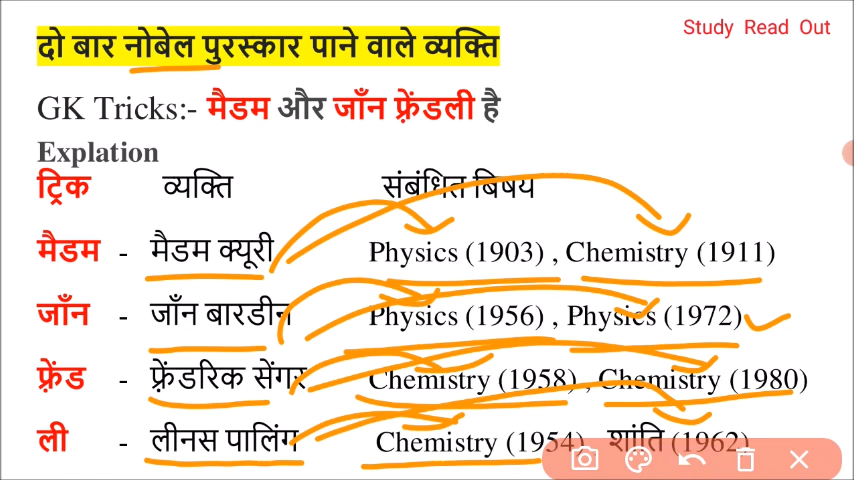 Study Read Out
दो बार नोबेल पुरस्कार पाने वाले व्यक्ति
GK Tricks:- मैडम और जाँन फ़्रेंडली है
Explation
ट्रिक व्यक्ति संबंधित बिषय
मैडम - मैडम क्यूरी Physics (1903) , Chemistry (1911)
जाँन - जाँन बारडीन Physics (1956) , Physics (1972)
फ़्रेंड - फ़्रेंडरिक सेंगर Chemistry (1958) , Chemistry (1980)
ली - लीनस पालिंग Chemistry (1954) शांति (1962)